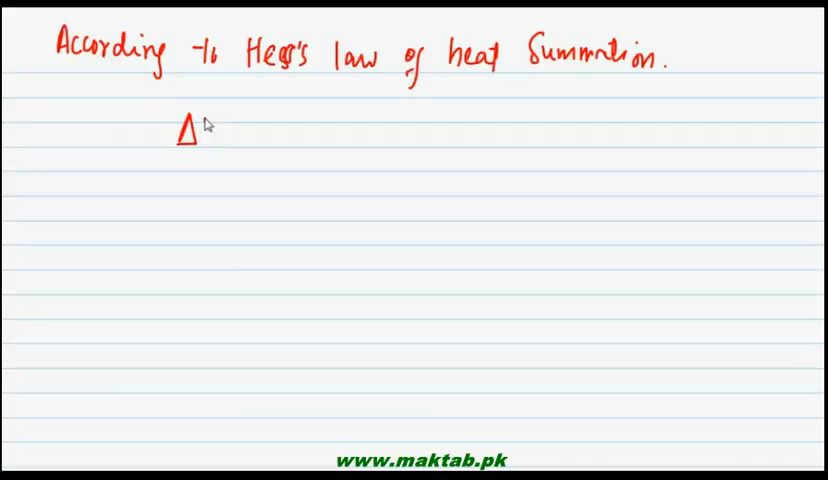 According to Hess's law of heat Summation.
Δ
www.maktab.pk